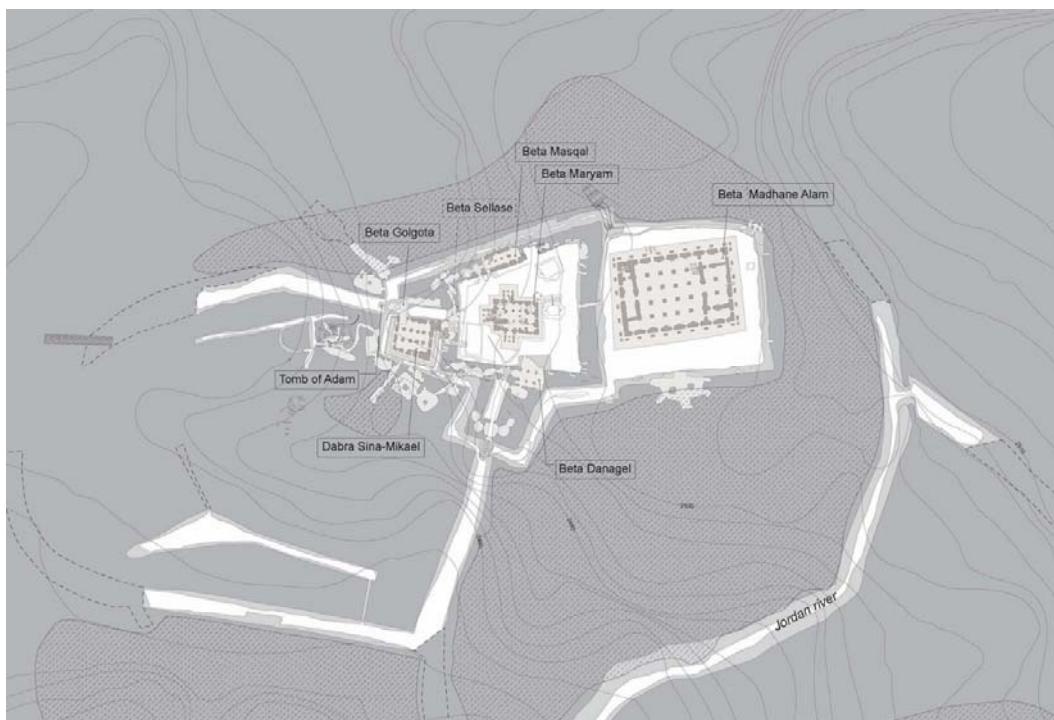 Beta Masqal
Beta Maryam
Beta Madhane Alam
Beta Sellase
Beta Golgota
Tomb of Adam
Dabra Sina-Mikael
Beta Danagel
Jordan river